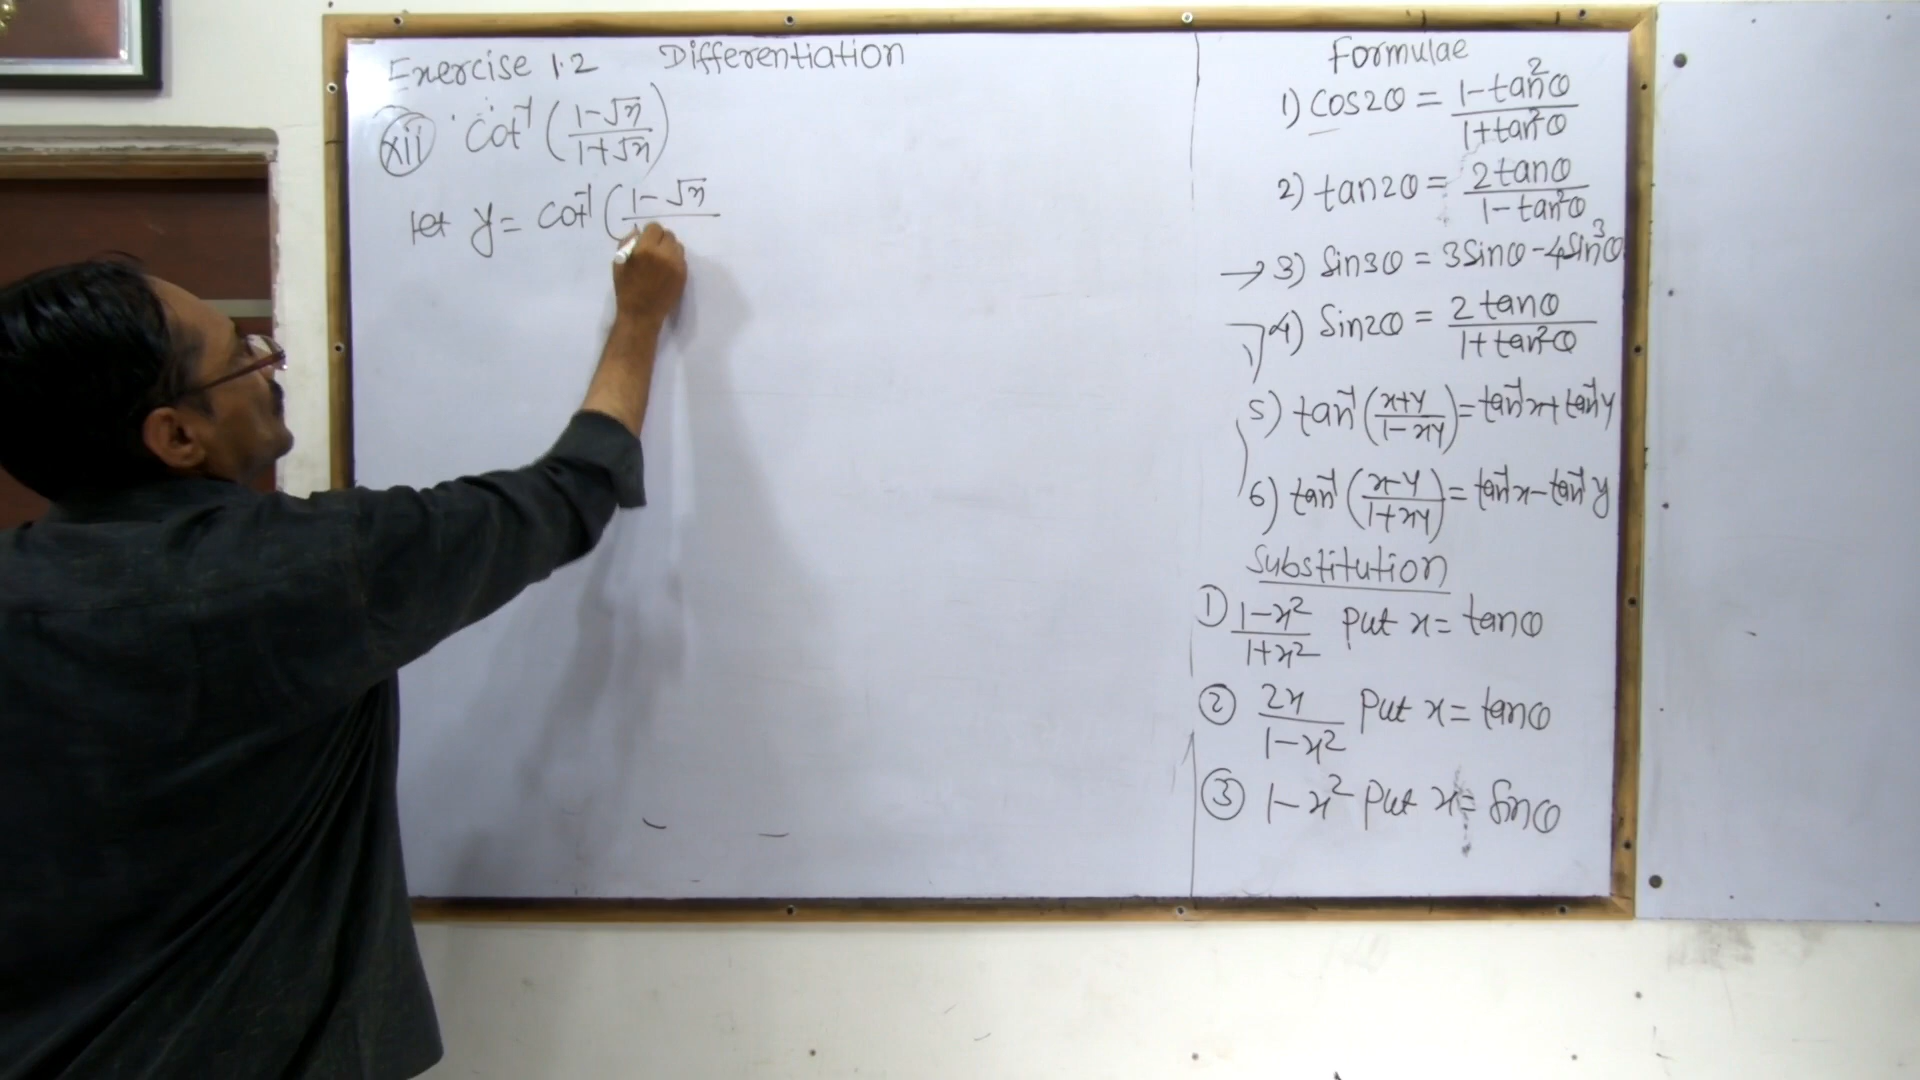 Exercise 1.2 Differentiation
xii cot⁻¹ ((1-√x)/(1+√x))
let y = cot⁻¹ ((1-√x)/
Formulae
1) cos2θ = (1-tan²θ)/(1+tan²θ)
2) tan2θ = (2tanθ)/(1-tan²θ)
→ 3) sin3θ = 3sinθ-4sin³θ
4) sin2θ = (2tanθ)/(1+tan²θ)
5) tan⁻¹((x+y)/(1-xy)) = tan⁻¹x+tan⁻¹y
6) tan⁻¹((x-y)/(1+xy)) = tan⁻¹x-tan⁻¹y
Substitution
① (1-x²)/(1+x²) Put x = tanθ
② 2x/(1-x²) Put x = tanθ
③ 1-x² Put x = sinθ